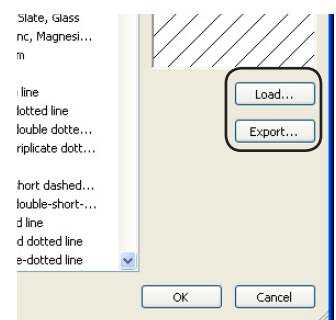 Slate, Glass
nc, Magnesi...
m
line
lotted line
louble dotte...
riplicate dott...
hort dashed...
louble-short-...
d line
d dotted line
e-dotted line
Load...
Export...
OK
Cancel